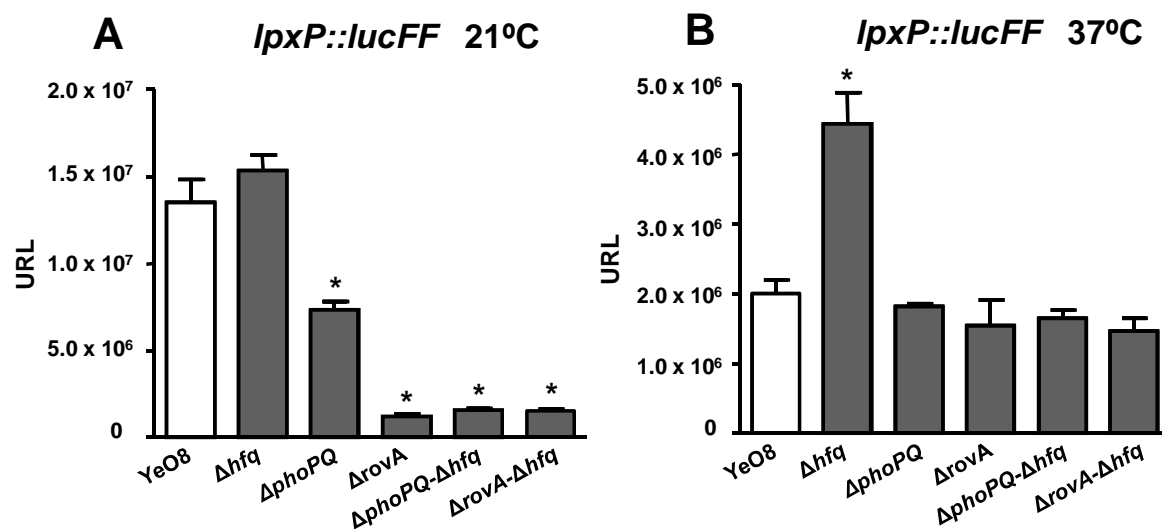 A
lpxP::lucFF 21ºC
2.0 x 10⁷
1.5 x 10⁷
1.0 x 10⁷
5.0 x 10⁶
0
URL
*
*
*
*
YeO8
Δhfq
ΔphoPQ
ΔrovA
ΔphoPQ-Δhfq
ΔrovA-Δhfq
B
lpxP::lucFF 37ºC
5.0 x 10⁶
4.0 x 10⁶
3.0 x 10⁶
2.0 x 10⁶
1.0 x 10⁶
0
URL
*
YeO8
Δhfq
ΔphoPQ
ΔrovA
ΔphoPQ-Δhfq
ΔrovA-Δhfq